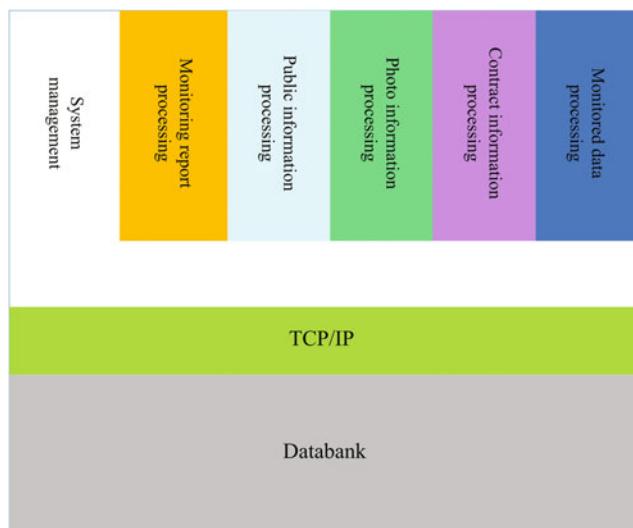 System
management
Monitoring report
processing
Public information
processing
Photo information
processing
Contract information
processing
Monitored data
processing
TCP/IP
Databank